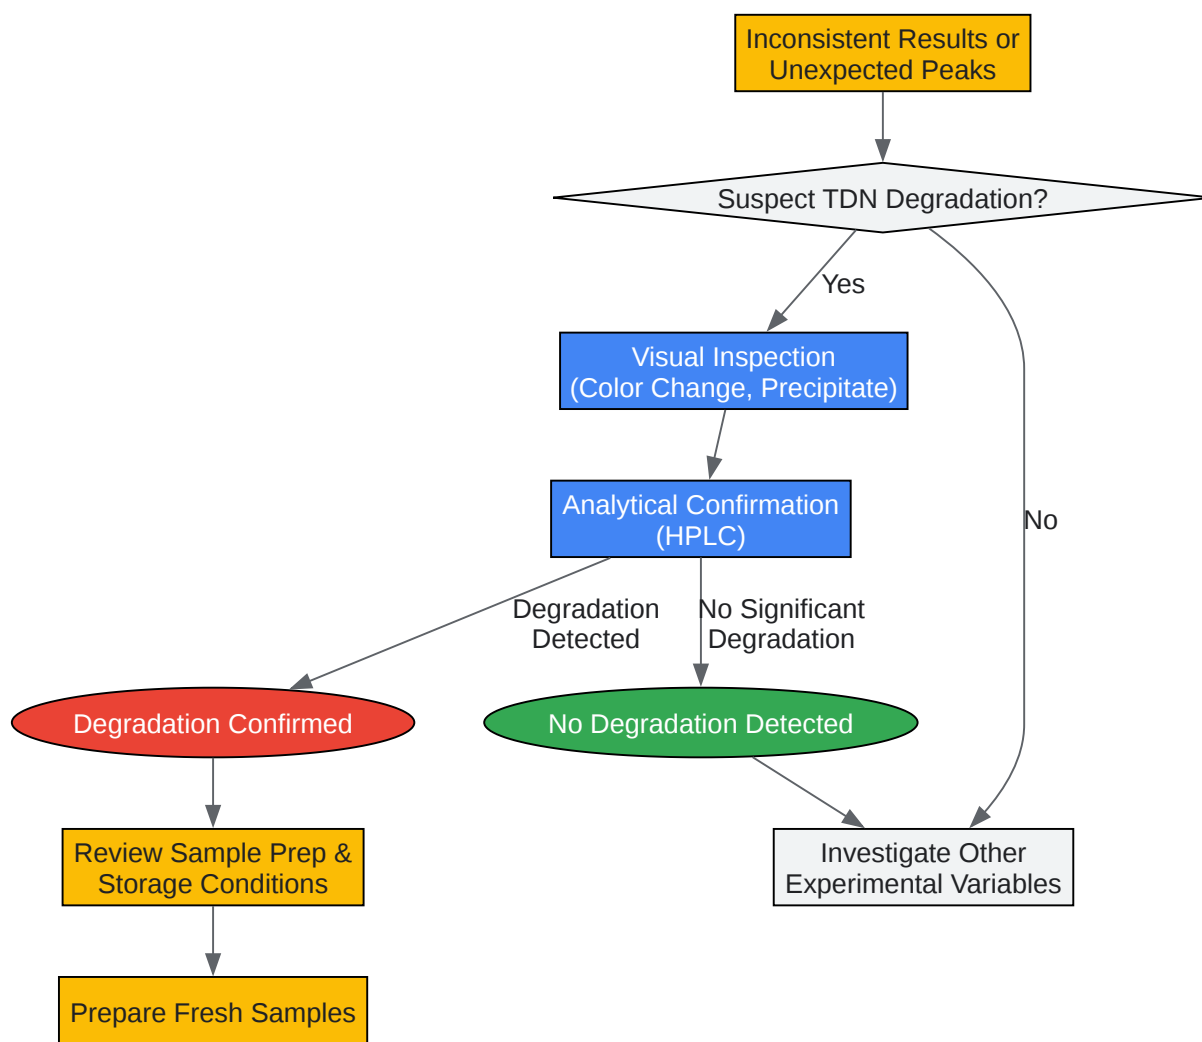 Inconsistent Results or
Unexpected Peaks
Suspect TDN Degradation?
Yes
Visual Inspection
(Color Change, Precipitate)
Analytical Confirmation
(HPLC)
No
Degradation
Detected
No Significant
Degradation
Degradation Confirmed
No Degradation Detected
Review Sample Prep &
Storage Conditions
Investigate Other
Experimental Variables
Prepare Fresh Samples